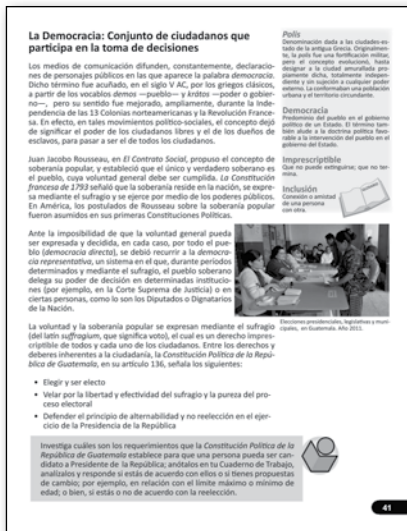 La Democracia: Conjunto de ciudadanos que
participa en la toma de decisiones
Los medios de comunicación difunden, constantemente, declaracio-
nes de personajes públicos en las que aparece la palabra democracia.
Dicho término fue acuñado, en el siglo V AC, por los griegos clásicos,
a partir de los vocablos demos —pueblo— y krátos —poder o gobier-
no—, pero su sentido fue mejorado, ampliamente, durante la Inde-
pendencia de las 13 Colonias norteamericanas y la Revolución France-
sa. En efecto, en tales movimientos político-sociales, el concepto dejó
de significar el poder de los ciudadanos libres y el de los dueños de
esclavos, para pasar a ser el de todos los ciudadanos.
Juan Jacobo Rousseau, en El Contrato Social, propuso el concepto de
soberanía popular, y estableció que el único y verdadero soberano es
el pueblo, cuya voluntad general debe ser cumplida. La Constitución
francesa de 1793 señaló que la soberanía reside en la nación, se expre-
sa mediante el sufragio y se ejerce por medio de los poderes públicos.
En América, los postulados de Rousseau sobre la soberanía popular
fueron asumidos en sus primeras Constituciones Políticas.
Ante la imposibilidad de que la voluntad general pueda
ser expresada y decidida, en cada caso, por todo el pue-
blo (democracia directa), se debió recurrir a la democra-
cia representativa, un sistema en el que, durante períodos
determinados y mediante el sufragio, el pueblo soberano
delega su poder de decisión en determinadas institucio-
nes (por ejemplo, en la Corte Suprema de Justicia) o en
ciertas personas, como lo son los Diputados o Dignatarios
de la Nación.
La voluntad y la soberanía popular se expresan mediante el sufragio
(del latín suffragium, que significa voto), el cual es un derecho impres-
criptible de todos y cada uno de los ciudadanos. Entre los derechos y
deberes inherentes a la ciudadanía, la Constitución Política de la Repú-
blica de Guatemala, en su artículo 136, señala los siguientes:
• Elegir y ser electo
• Velar por la libertad y efectividad del sufragio y la pureza del pro-
ceso electoral
• Defender el principio de alternabilidad y no reelección en el ejer-
cicio de la Presidencia de la República
Investiga cuáles son los requerimientos que la Constitución Política de la
República de Guatemala establece para que una persona pueda ser can-
didato a Presidente de la República; anótalos en tu Cuaderno de Trabajo,
analízalos y responde si estás de acuerdo con ellos o si tienes propuestas
de cambio; por ejemplo, en relación con el límite máximo o mínimo de
edad; o bien, si estás o no de acuerdo con la reelección.
Polis
Denominación dada a las ciudades-es-
tado de la antigua Grecia. Originalmen-
te, la polis fue una fortificación militar,
pero el concepto evolucionó, hasta
designar a la ciudad amurallada pro-
piamente dicha, totalmente indepen-
diente y sin sujeción a cualquier poder
externo. La conformaban una población
urbana y el territorio circundante.
Democracia
Predominio del pueblo en el gobierno
político de un Estado. El término tam-
bién alude a la doctrina política favo-
rable a la intervención del pueblo en el
gobierno del Estado.
Imprescriptible
Que no puede extinguirse; que no ter-
mina.
Inclusión
Conexión o amistad
de una persona
con otra.
Elecciones presidenciales, legislativas y muni-
cipales, en Guatemala. Año 2011.
41